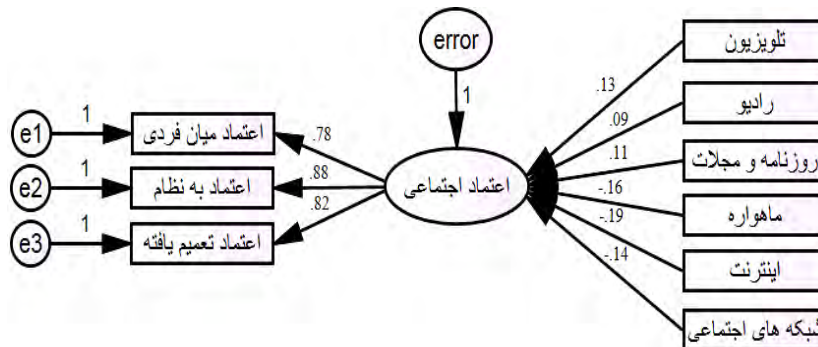 error
1
تلویزیون
رادیو
روزنامه و مجلات
ماهواره
اینترنت
شبکه های اجتماعی
.13
.09
.11
-.16
-.19
-.14
اعتماد اجتماعی
.78
.88
.82
اعتماد میان فردی
اعتماد به نظام
اعتماد تعمیم یافته
1
1
1
e1
e2
e3